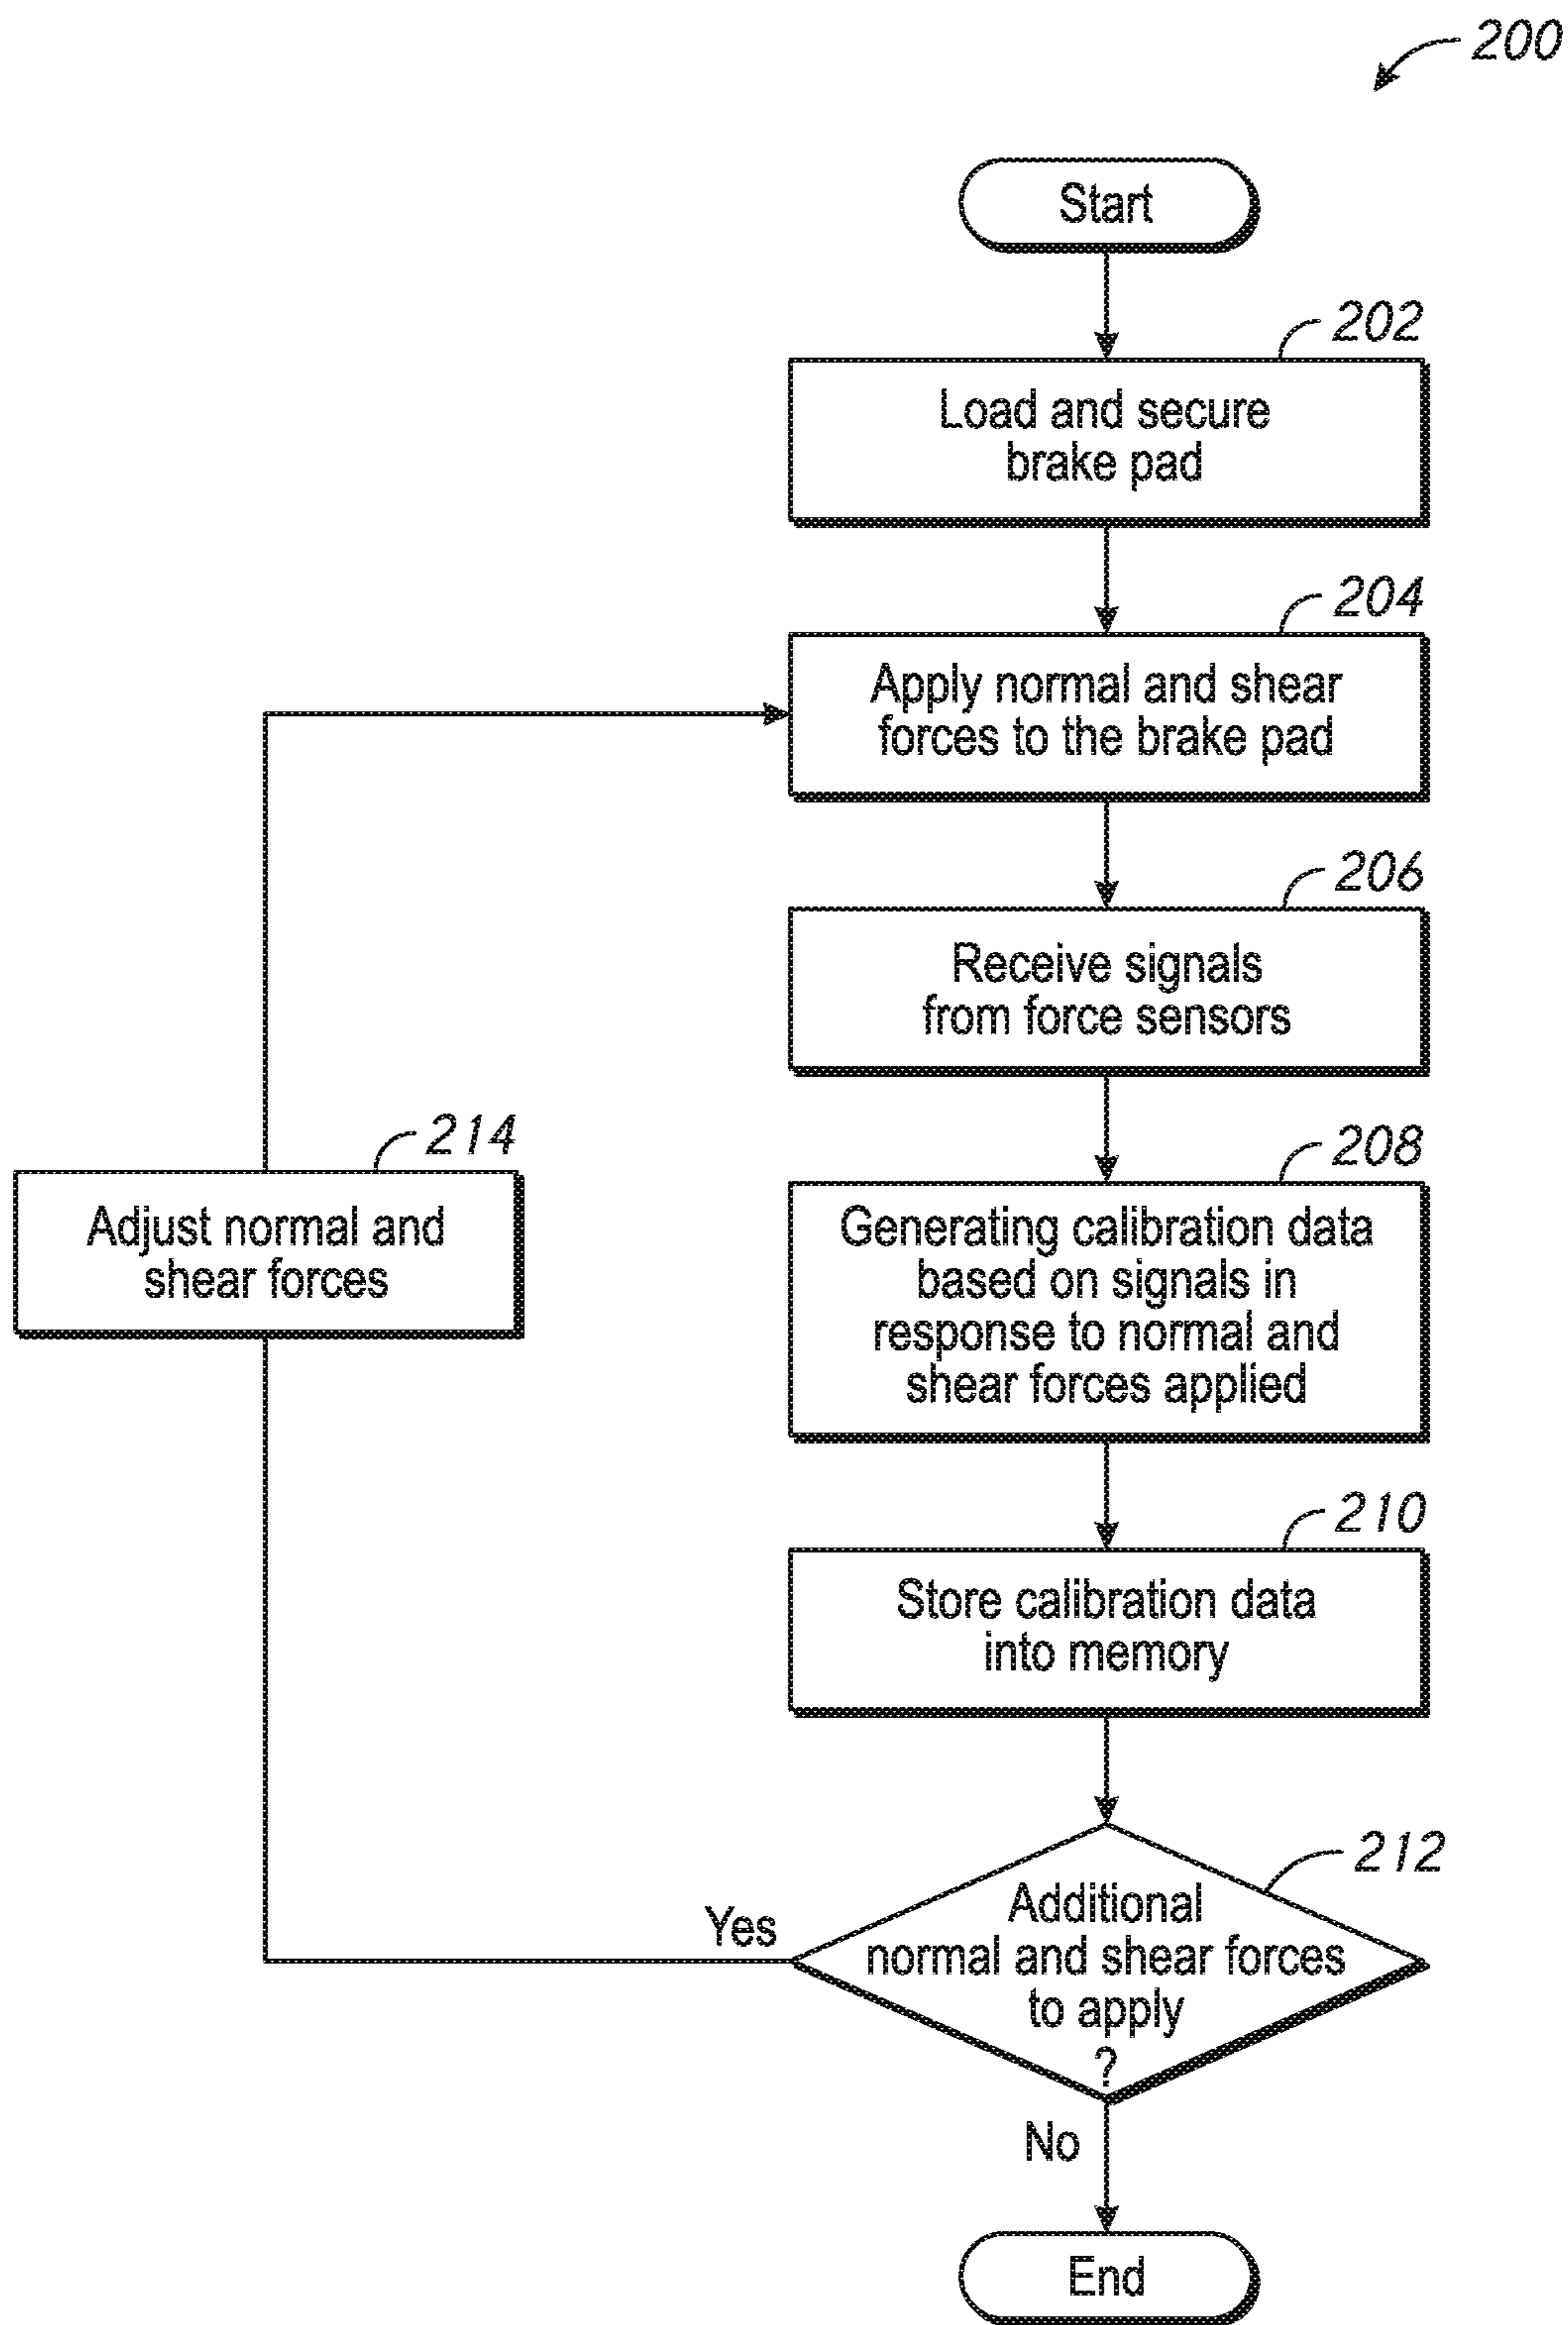 200
Start
202
Load and secure
brake pad
204
Apply normal and shear
forces to the brake pad
206
Receive signals
from force sensors
214
Adjust normal and
shear forces
208
Generating calibration data
based on signals in
response to normal and
shear forces applied
210
Store calibration data
into memory
212
Additional
normal and shear forces
to apply
?
Yes
No
End